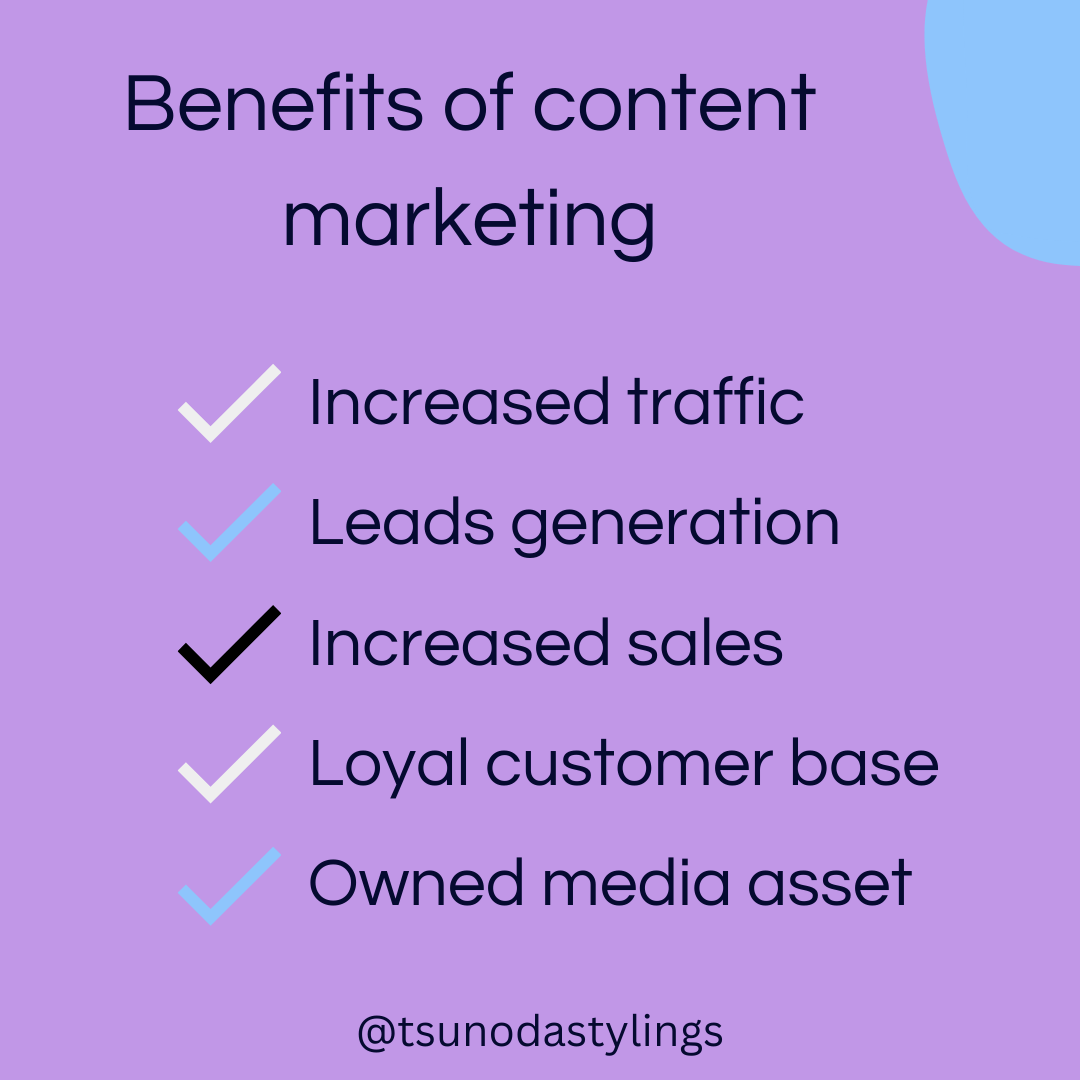 Benefits of content
marketing
Increased traffic
Leads generation
Increased sales
Loyal customer base
Owned media asset
@tsunodastylings